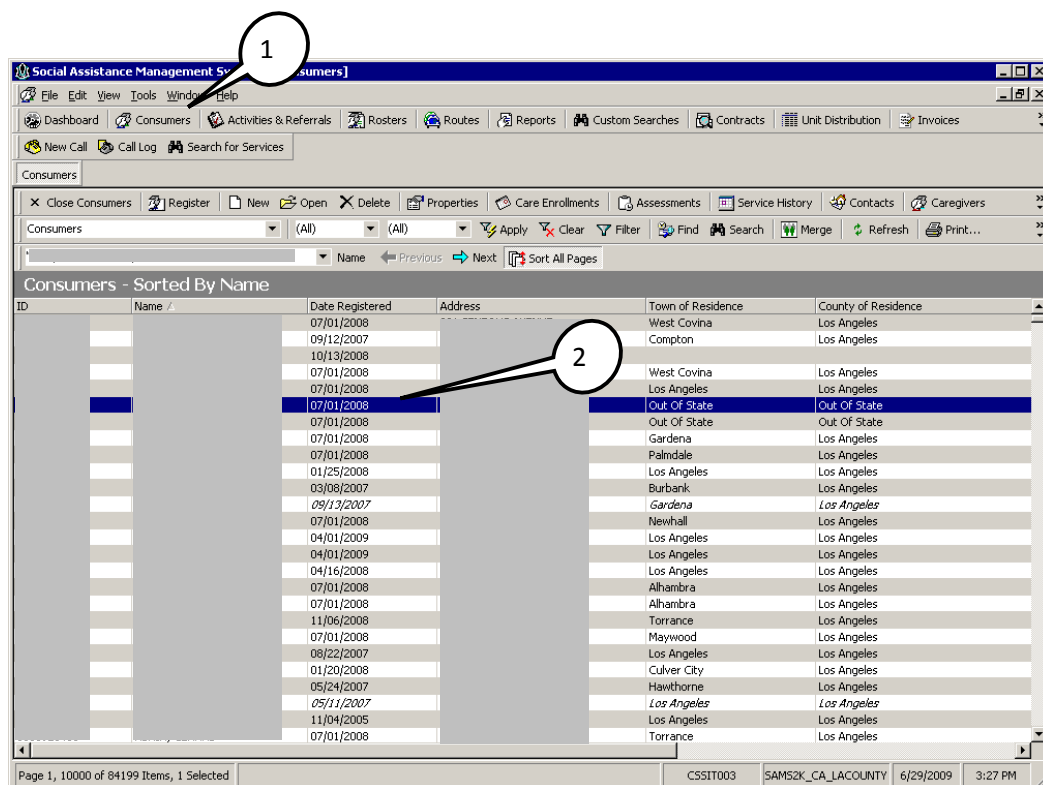 1
Social Assistance Management Sy sumers]
File Edit View Tools Window Help
Dashboard Consumers Activities & Referrals Rosters Routes Reports Custom Searches Contracts Unit Distribution Invoices
New Call Call Log Search for Services
Consumers
Close Consumers Register New Open Delete Properties Care Enrollments Assessments Service History Contacts Caregivers
Consumers (All) (All) Apply Clear Filter Find Search Merge Refresh Print...
Name Previous Next Sort All Pages
Consumers - Sorted By Name
ID Name Date Registered Address Town of Residence County of Residence
07/01/2008 West Covina Los Angeles
09/12/2007 Compton Los Angeles
10/13/2008
2
07/01/2008 West Covina Los Angeles
07/01/2008 Los Angeles Los Angeles
07/01/2008 Out Of State Out Of State
07/01/2008 Out Of State Out Of State
07/01/2008 Gardena Los Angeles
07/01/2008 Palmdale Los Angeles
01/25/2008 Los Angeles Los Angeles
03/08/2007 Burbank Los Angeles
09/13/2007 Gardena Los Angeles
07/01/2008 Newhall Los Angeles
04/01/2009 Los Angeles Los Angeles
04/01/2009 Los Angeles Los Angeles
04/16/2008 Los Angeles Los Angeles
07/01/2008 Alhambra Los Angeles
07/01/2008 Alhambra Los Angeles
11/06/2008 Torrance Los Angeles
07/01/2008 Maywood Los Angeles
08/22/2007 Los Angeles Los Angeles
01/20/2008 Culver City Los Angeles
05/24/2007 Hawthorne Los Angeles
05/11/2007 Los Angeles Los Angeles
11/04/2005 Los Angeles Los Angeles
07/01/2008 Torrance Los Angeles
Page 1, 10000 of 84199 Items, 1 Selected CSSIT003 SAMS2K_CA_LACOUNTY 6/29/2009 3:27 PM